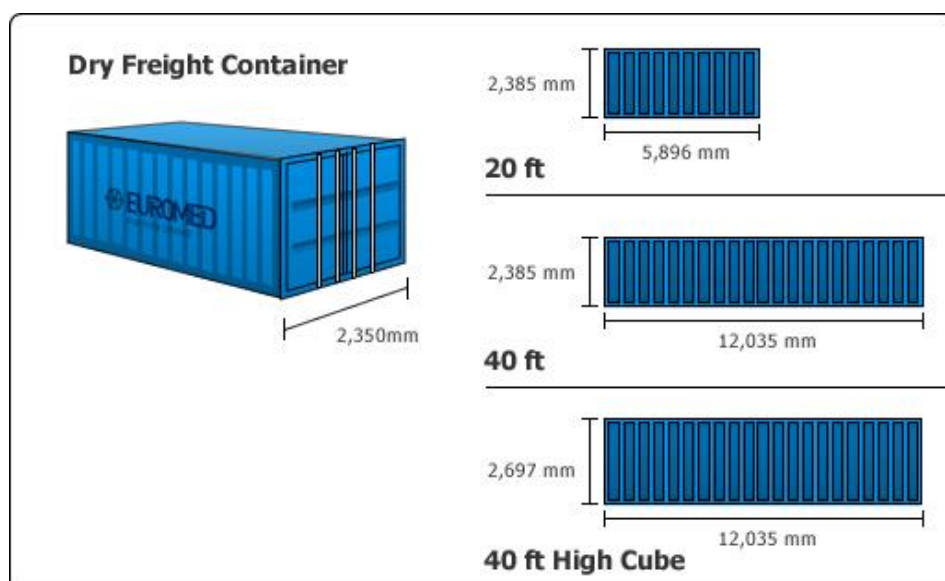 Dry Freight Container
EUROMED
2,350mm
2,385 mm
5,896 mm
20 ft
2,385 mm
12,035 mm
40 ft
2,697 mm
12,035 mm
40 ft High Cube